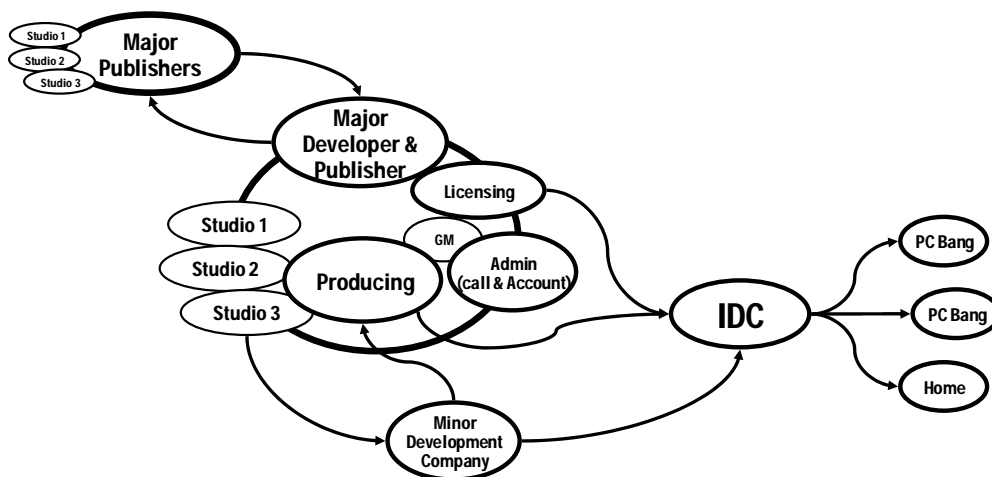 Studio 1
Studio 2
Studio 3
Major
Publishers
Major
Developer &
Publisher
Licensing
Studio 1
Studio 2
Studio 3
GM
Producing
Admin
(call & Account)
IDC
PC Bang
PC Bang
Home
Minor
Development
Company